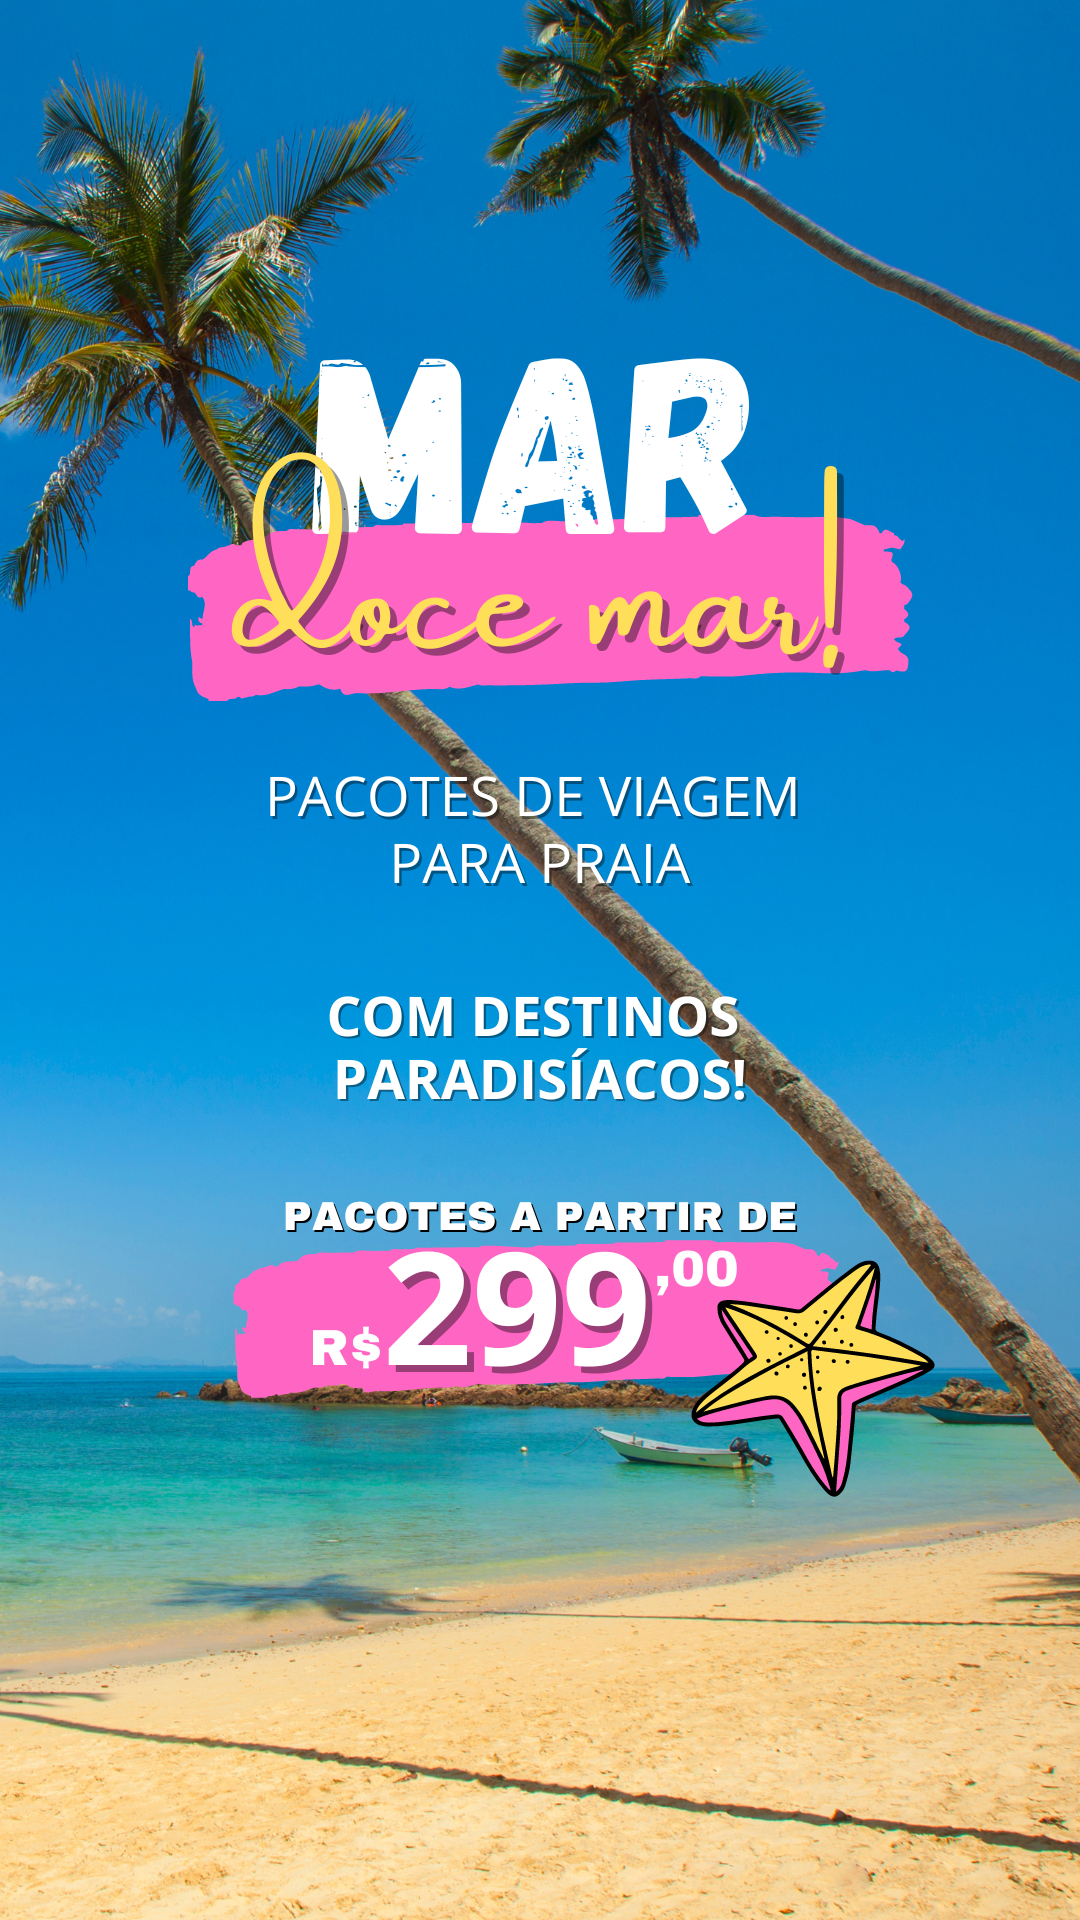 MAR
doce mar!
PACOTES DE VIAGEM
PARA PRAIA
COM DESTINOS
PARADISÍACOS!
PACOTES A PARTIR DE
R$299,00